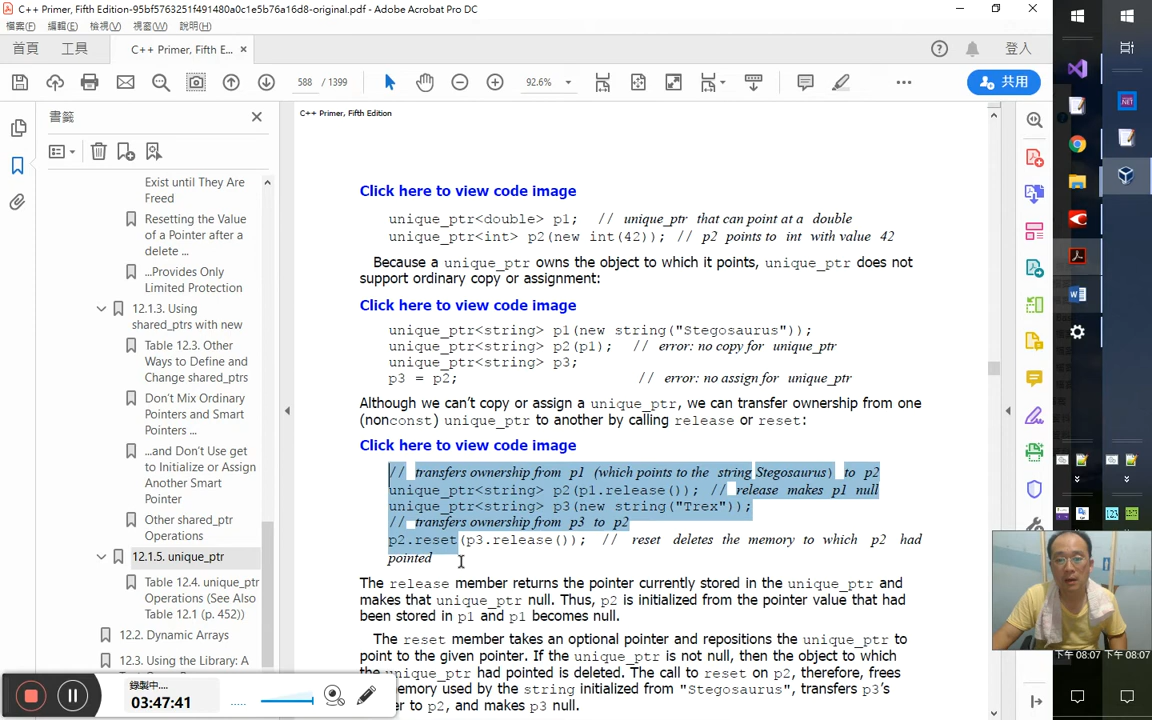 C++ Primer, Fifth Edition-95bf5763251f491480a0c1e5b76a16d8-original.pdf - Adobe Acrobat Pro DC
檔案(F) 編輯(E) 檢視(V) 視窗(W) 說明(H)
首頁 工具 C++ Primer, Fifth E... × 登入
588 / 1399 92.6% 共用
書籤
Exist until They Are
Freed
Resetting the Value
of a Pointer after a
delete ...
...Provides Only
Limited Protection
12.1.3. Using
shared_ptrs with new
Table 12.3. Other
Ways to Define and
Change shared_ptrs
Don't Mix Ordinary
Pointers and Smart
Pointers ...
...and Don't Use get
to Initialize or Assign
Another Smart
Pointer
Other shared_ptr
Operations
12.1.5. unique_ptr
Table 12.4. unique_ptr
Operations (See Also
Table 12.1 (p. 452))
12.2. Dynamic Arrays
12.3. Using the Library: A
C++ Primer, Fifth Edition
Click here to view code image
unique_ptr<double> p1; // unique_ptr that can point at a double
unique_ptr<int> p2(new int(42)); // p2 points to int with value 42
Because a unique_ptr owns the object to which it points, unique_ptr does not
support ordinary copy or assignment:
Click here to view code image
unique_ptr<string> p1(new string("Stegosaurus"));
unique_ptr<string> p2(p1); // error: no copy for unique_ptr
unique_ptr<string> p3;
p3 = p2; // error: no assign for unique_ptr
Although we can't copy or assign a unique_ptr, we can transfer ownership from one
(nonconst) unique_ptr to another by calling release or reset:
Click here to view code image
// transfers ownership from p1 (which points to the string Stegosaurus) to p2
unique_ptr<string> p2(p1.release()); // release makes p1 null
unique_ptr<string> p3(new string("Trex"));
// transfers ownership from p3 to p2
p2.reset(p3.release()); // reset deletes the memory to which p2 had
pointed
The release member returns the pointer currently stored in the unique_ptr and
makes that unique_ptr null. Thus, p2 is initialized from the pointer value that had
been stored in p1 and p1 becomes null.
The reset member takes an optional pointer and repositions the unique_ptr to
point to the given pointer. If the unique_ptr is not null, then the object to which
the unique_ptr had pointed is deleted. The call to reset on p2, therefore, frees
memory used by the string initialized from "Stegosaurus", transfers p3's
to p2, and makes p3 null.
錄製中....
03:47:41
下午 08:07 下午 08:07